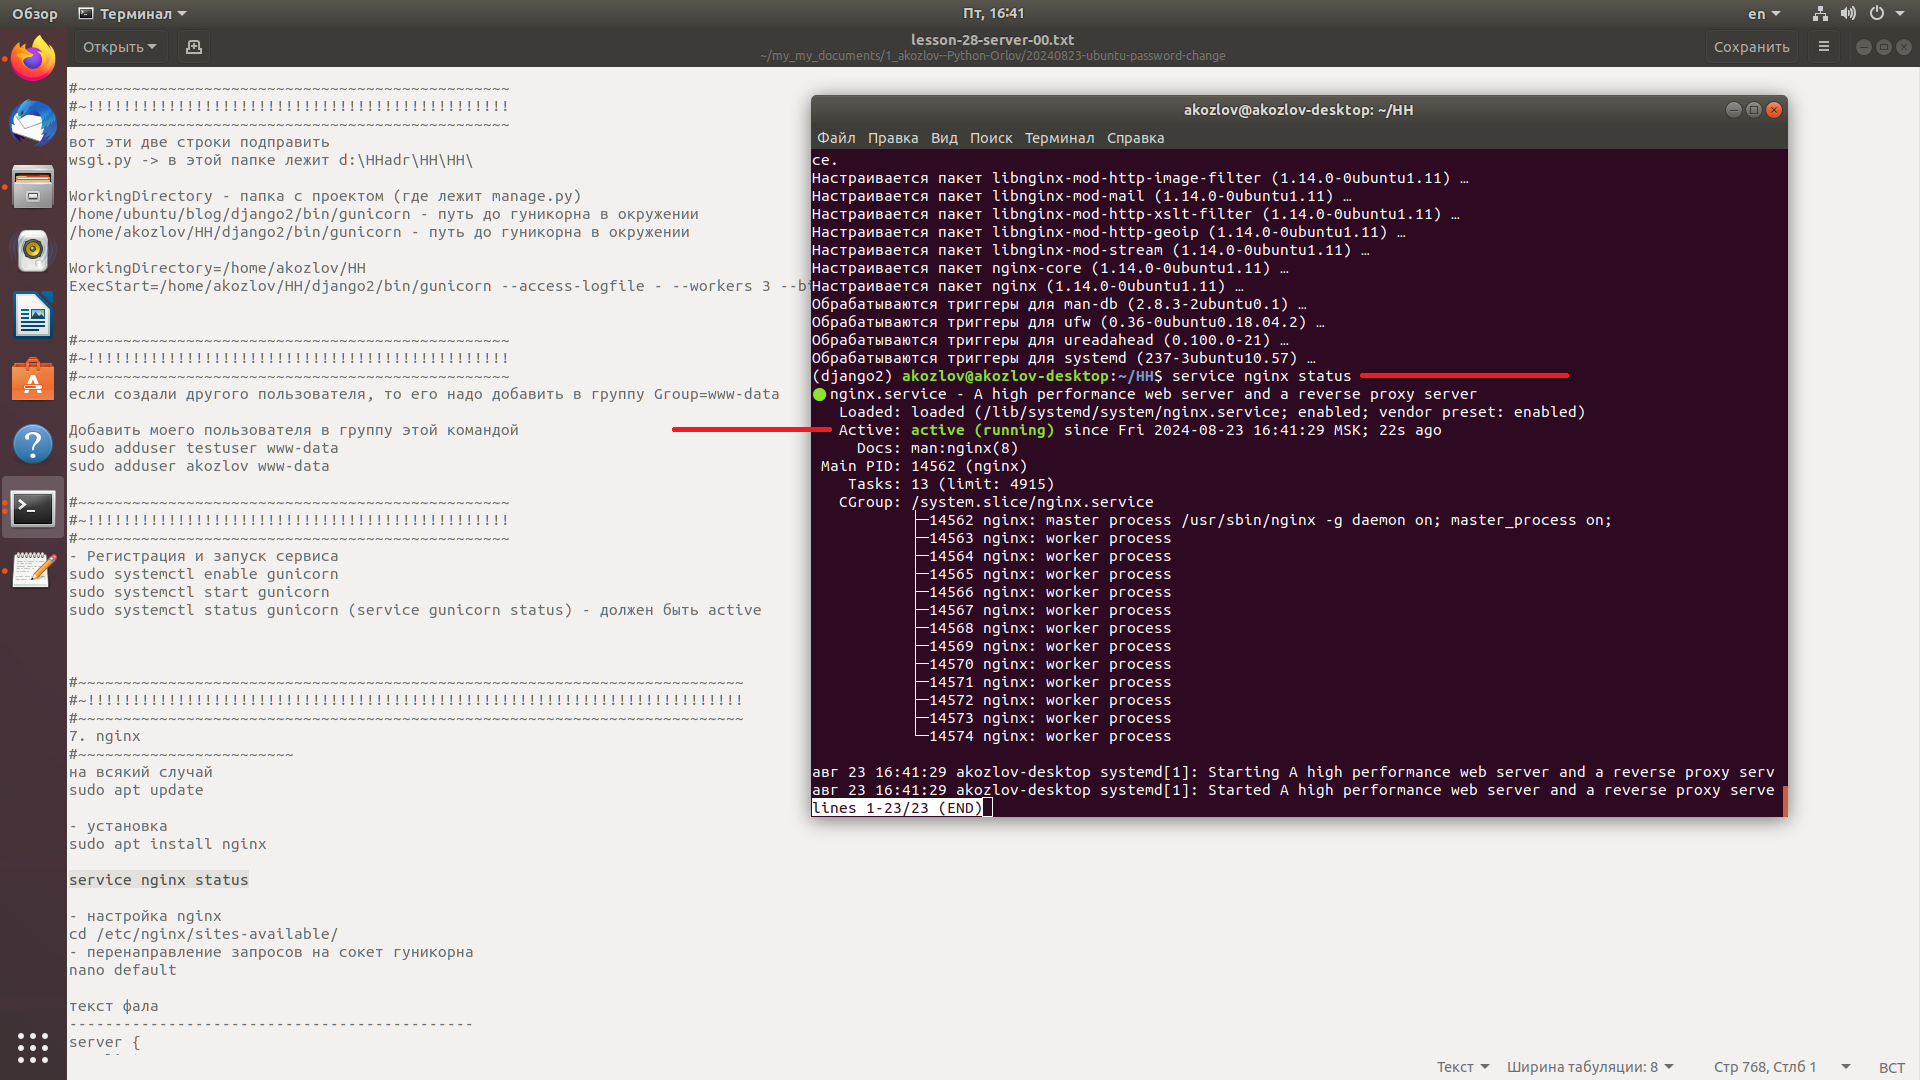 Обзор
Терминал
Пт, 16:41
en
Открыть
lesson-28-server-00.txt
~/my_my_documents/1_akozlov--Python-Orlov/20240823-ubuntu-password-change
Сохранить
#~~~~~~~~~~~~~~~~~~~~~~~~~~~~~~~~~~~~~~~~~~~~~~~~
#~!!!!!!!!!!!!!!!!!!!!!!!!!!!!!!!!!!!!!!!!!!!!!!!
#~~~~~~~~~~~~~~~~~~~~~~~~~~~~~~~~~~~~~~~~~~~~~~~~
вот эти две строки подправить
wsgi.py -> в этой папке лежит d:\HHadr\HH\HH\
WorkingDirectory - папка с проектом (где лежит manage.py)
/home/ubuntu/blog/django2/bin/gunicorn - путь до гуникорна в окружении
/home/akozlov/HH/django2/bin/gunicorn - путь до гуникорна в окружении
WorkingDirectory=/home/akozlov/HH
ExecStart=/home/akozlov/HH/django2/bin/gunicorn --access-logfile - --workers 3 --bi
#~~~~~~~~~~~~~~~~~~~~~~~~~~~~~~~~~~~~~~~~~~~~~~~~
#~!!!!!!!!!!!!!!!!!!!!!!!!!!!!!!!!!!!!!!!!!!!!!!!
#~~~~~~~~~~~~~~~~~~~~~~~~~~~~~~~~~~~~~~~~~~~~~~~~
если создали другого пользователя, то его надо добавить в группу Group=www-data
Добавить моего пользователя в группу этой командой
sudo adduser testuser www-data
sudo adduser akozlov www-data
#~~~~~~~~~~~~~~~~~~~~~~~~~~~~~~~~~~~~~~~~~~~~~~~~
#~!!!!!!!!!!!!!!!!!!!!!!!!!!!!!!!!!!!!!!!!!!!!!!!
#~~~~~~~~~~~~~~~~~~~~~~~~~~~~~~~~~~~~~~~~~~~~~~~~
- Регистрация и запуск сервиса
sudo systemctl enable gunicorn
sudo systemctl start gunicorn
sudo systemctl status gunicorn (service gunicorn status) - должен быть active
#~~~~~~~~~~~~~~~~~~~~~~~~~~~~~~~~~~~~~~~~~~~~~~~~~~~~~~~~~~~~~~~~~~~~~~~~~~
#~!!!!!!!!!!!!!!!!!!!!!!!!!!!!!!!!!!!!!!!!!!!!!!!!!!!!!!!!!!!!!!!!!!!!!!!!!
#~~~~~~~~~~~~~~~~~~~~~~~~~~~~~~~~~~~~~~~~~~~~~~~~~~~~~~~~~~~~~~~~~~~~~~~~~~
7. nginx
#~~~~~~~~~~~~~~~~~~~~~~~~
на всякий случай
sudo apt update
- установка
sudo apt install nginx
service nginx status
- настройка nginx
cd /etc/nginx/sites-available/
- перенаправление запросов на сокет гуникорна
nano default
текст фала
---------------------------------------------
server {
akozlov@akozlov-desktop: ~/HH
Файл Правка Вид Поиск Терминал Справка
се.
Настраивается пакет libnginx-mod-http-image-filter (1.14.0-0ubuntu1.11) …
Настраивается пакет libnginx-mod-mail (1.14.0-0ubuntu1.11) …
Настраивается пакет libnginx-mod-http-xslt-filter (1.14.0-0ubuntu1.11) …
Настраивается пакет libnginx-mod-http-geoip (1.14.0-0ubuntu1.11) …
Настраивается пакет libnginx-mod-stream (1.14.0-0ubuntu1.11) …
Настраивается пакет nginx-core (1.14.0-0ubuntu1.11) …
Настраивается пакет nginx (1.14.0-0ubuntu1.11) …
Обрабатываются триггеры для man-db (2.8.3-2ubuntu0.1) …
Обрабатываются триггеры для ufw (0.36-0ubuntu0.18.04.2) …
Обрабатываются триггеры для ureadahead (0.100.0-21) …
Обрабатываются триггеры для systemd (237-3ubuntu10.57) …
(django2) akozlov@akozlov-desktop:~/HH$ service nginx status
nginx.service - A high performance web server and a reverse proxy server
Loaded: loaded (/lib/systemd/system/nginx.service; enabled; vendor preset: enabled)
Active: active (running) since Fri 2024-08-23 16:41:29 MSK; 22s ago
Docs: man:nginx(8)
Main PID: 14562 (nginx)
Tasks: 13 (limit: 4915)
CGroup: /system.slice/nginx.service
├─14562 nginx: master process /usr/sbin/nginx -g daemon on; master_process on;
├─14563 nginx: worker process
├─14564 nginx: worker process
├─14565 nginx: worker process
├─14566 nginx: worker process
├─14567 nginx: worker process
├─14568 nginx: worker process
├─14569 nginx: worker process
├─14570 nginx: worker process
├─14571 nginx: worker process
├─14572 nginx: worker process
├─14573 nginx: worker process
└─14574 nginx: worker process
авг 23 16:41:29 akozlov-desktop systemd[1]: Starting A high performance web server and a reverse proxy serv
авг 23 16:41:29 akozlov-desktop systemd[1]: Started A high performance web server and a reverse proxy serve
lines 1-23/23 (END)
Текст
Ширина табуляции: 8
Стр 768, Стлб 1
ВСТ